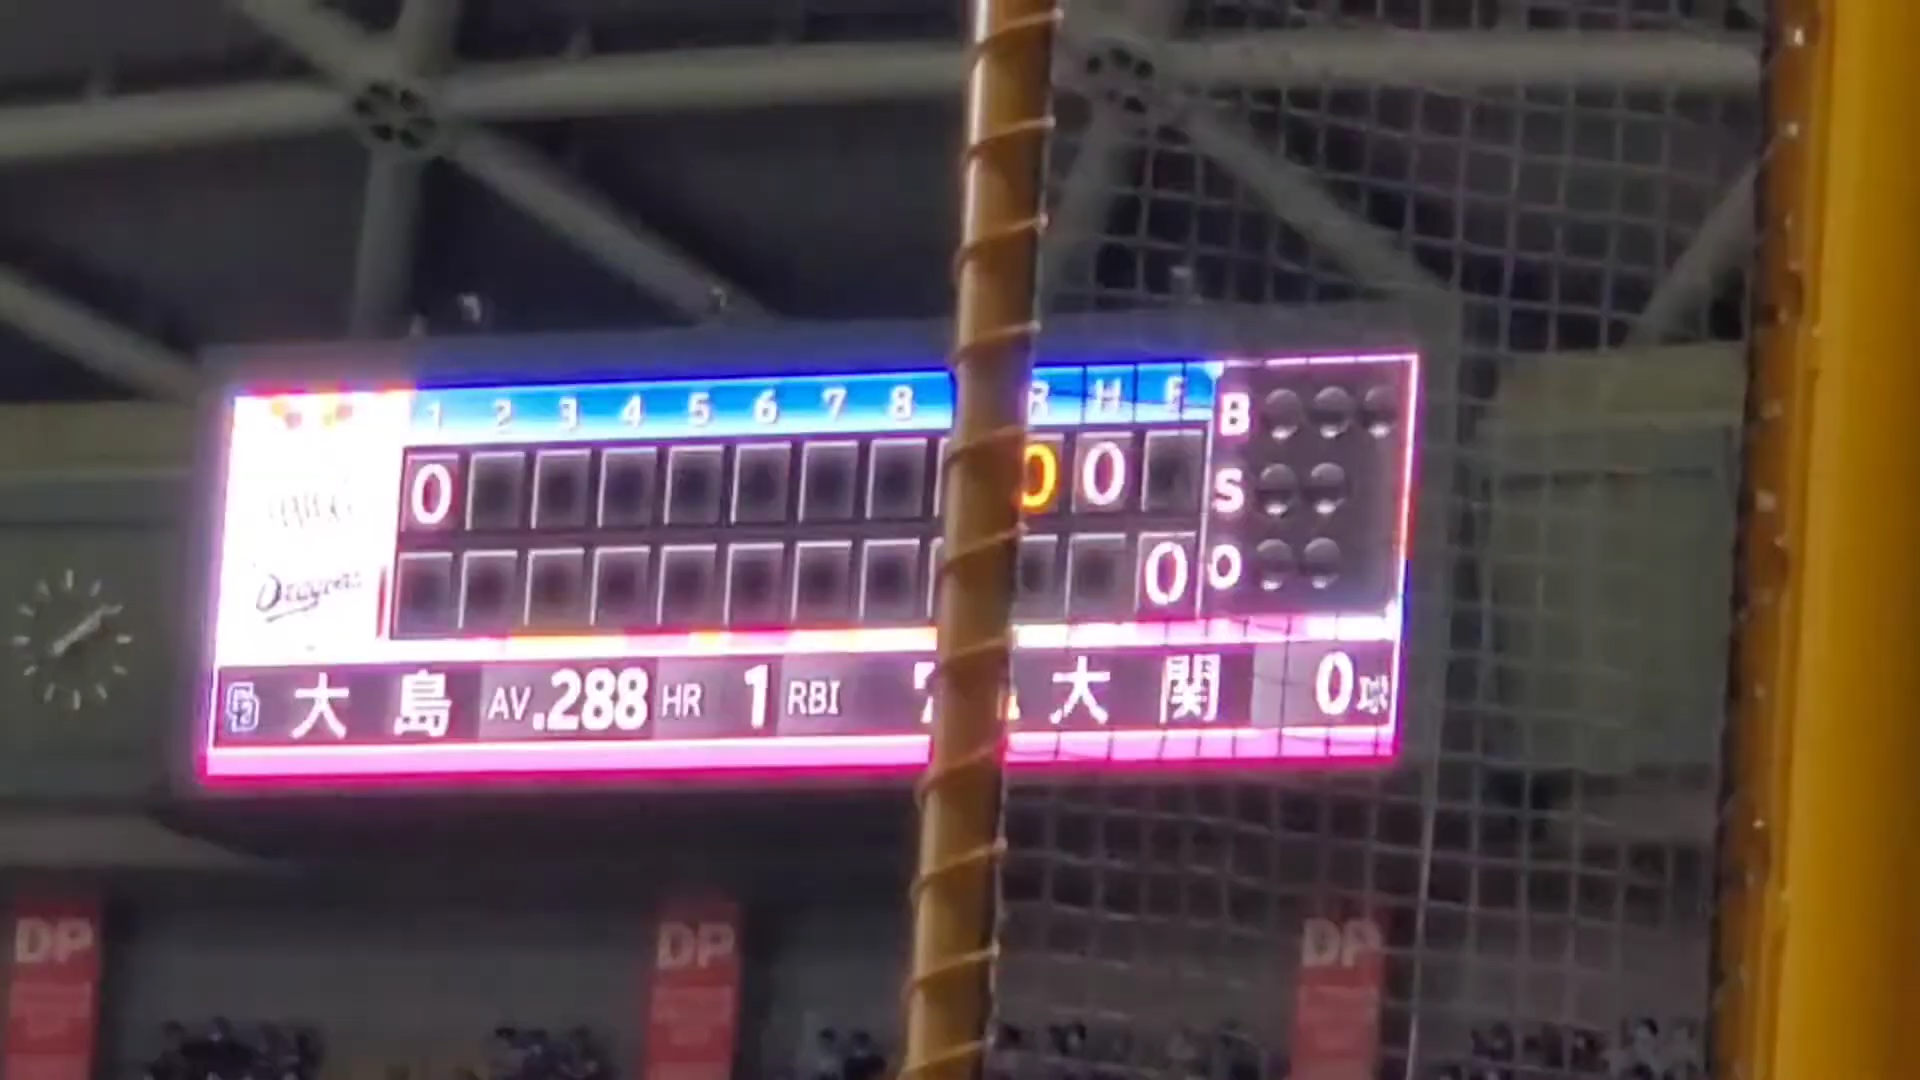 1 2 3 4 5 6 7 8 R H E B
0 0 0 S
Dragons 0 O
CD 大島 AV .288 HR 1 RBI 大関 0球
DP DP DP